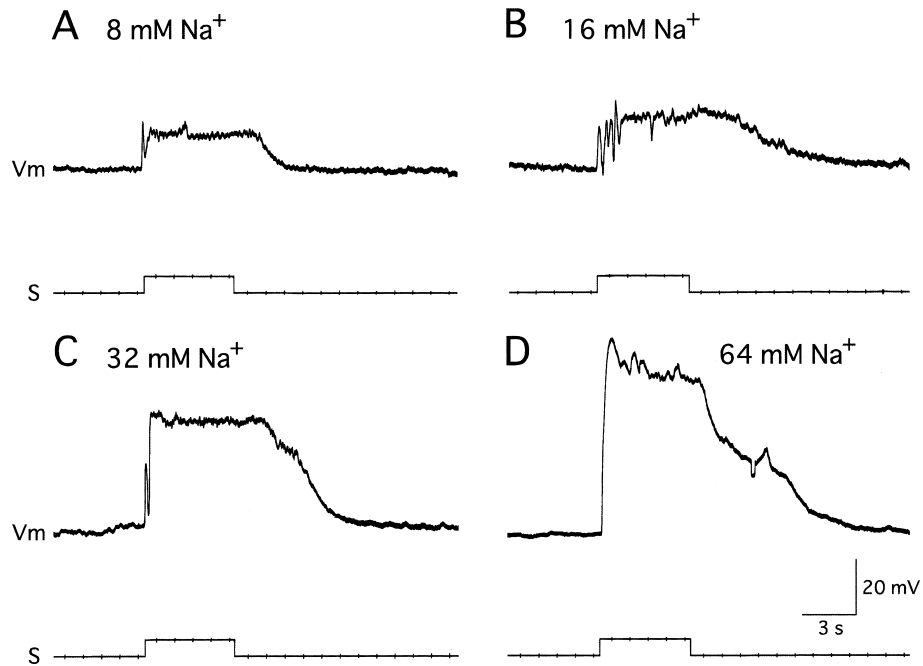 A 8 mM Na+
B 16 mM Na+
Vm
S
C 32 mM Na+
D 64 mM Na+
Vm
20 mV
3 s
S